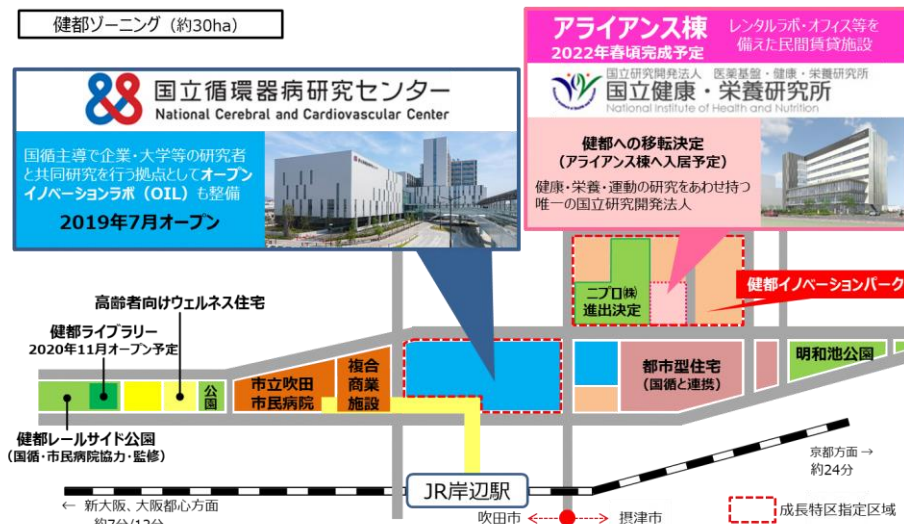 健都ゾーニング（約30ha）
アライアンス棟
2022年春頃完成予定
レンタルラボ・オフィス等を
備えた民間賃貸施設
国立循環器病研究センター
National Cerebral and Cardiovascular Center
国循主導で企業・大学等の研究者
と共同研究を行う拠点としてオープン
イノベーションラボ（OIL）も整備
2019年7月オープン
国立研究開発法人 医薬基盤・健康・栄養研究所
国立健康・栄養研究所
National Institute of Health and Nutrition
健都への移転決定
(アライアンス棟へ入居予定)
健康・栄養・運動の研究をあわせ持つ
唯一の国立研究開発法人
ニプロ㈱
進出決定
健都イノベーションパーク
高齢者向けウェルネス住宅
健都ライブラリー
2020年11月オープン予定
公園
市立吹田
市民病院
複合
商業
施設
都市型住宅
(国循と連携)
明和池公園
健都レールサイド公園
(国循・市民病院協力・監修)
京都方面 →
約24分
JR岸辺駅
← 新大阪、大阪都心方面
約7分/12分
吹田市
摂津市
成長特区指定区域